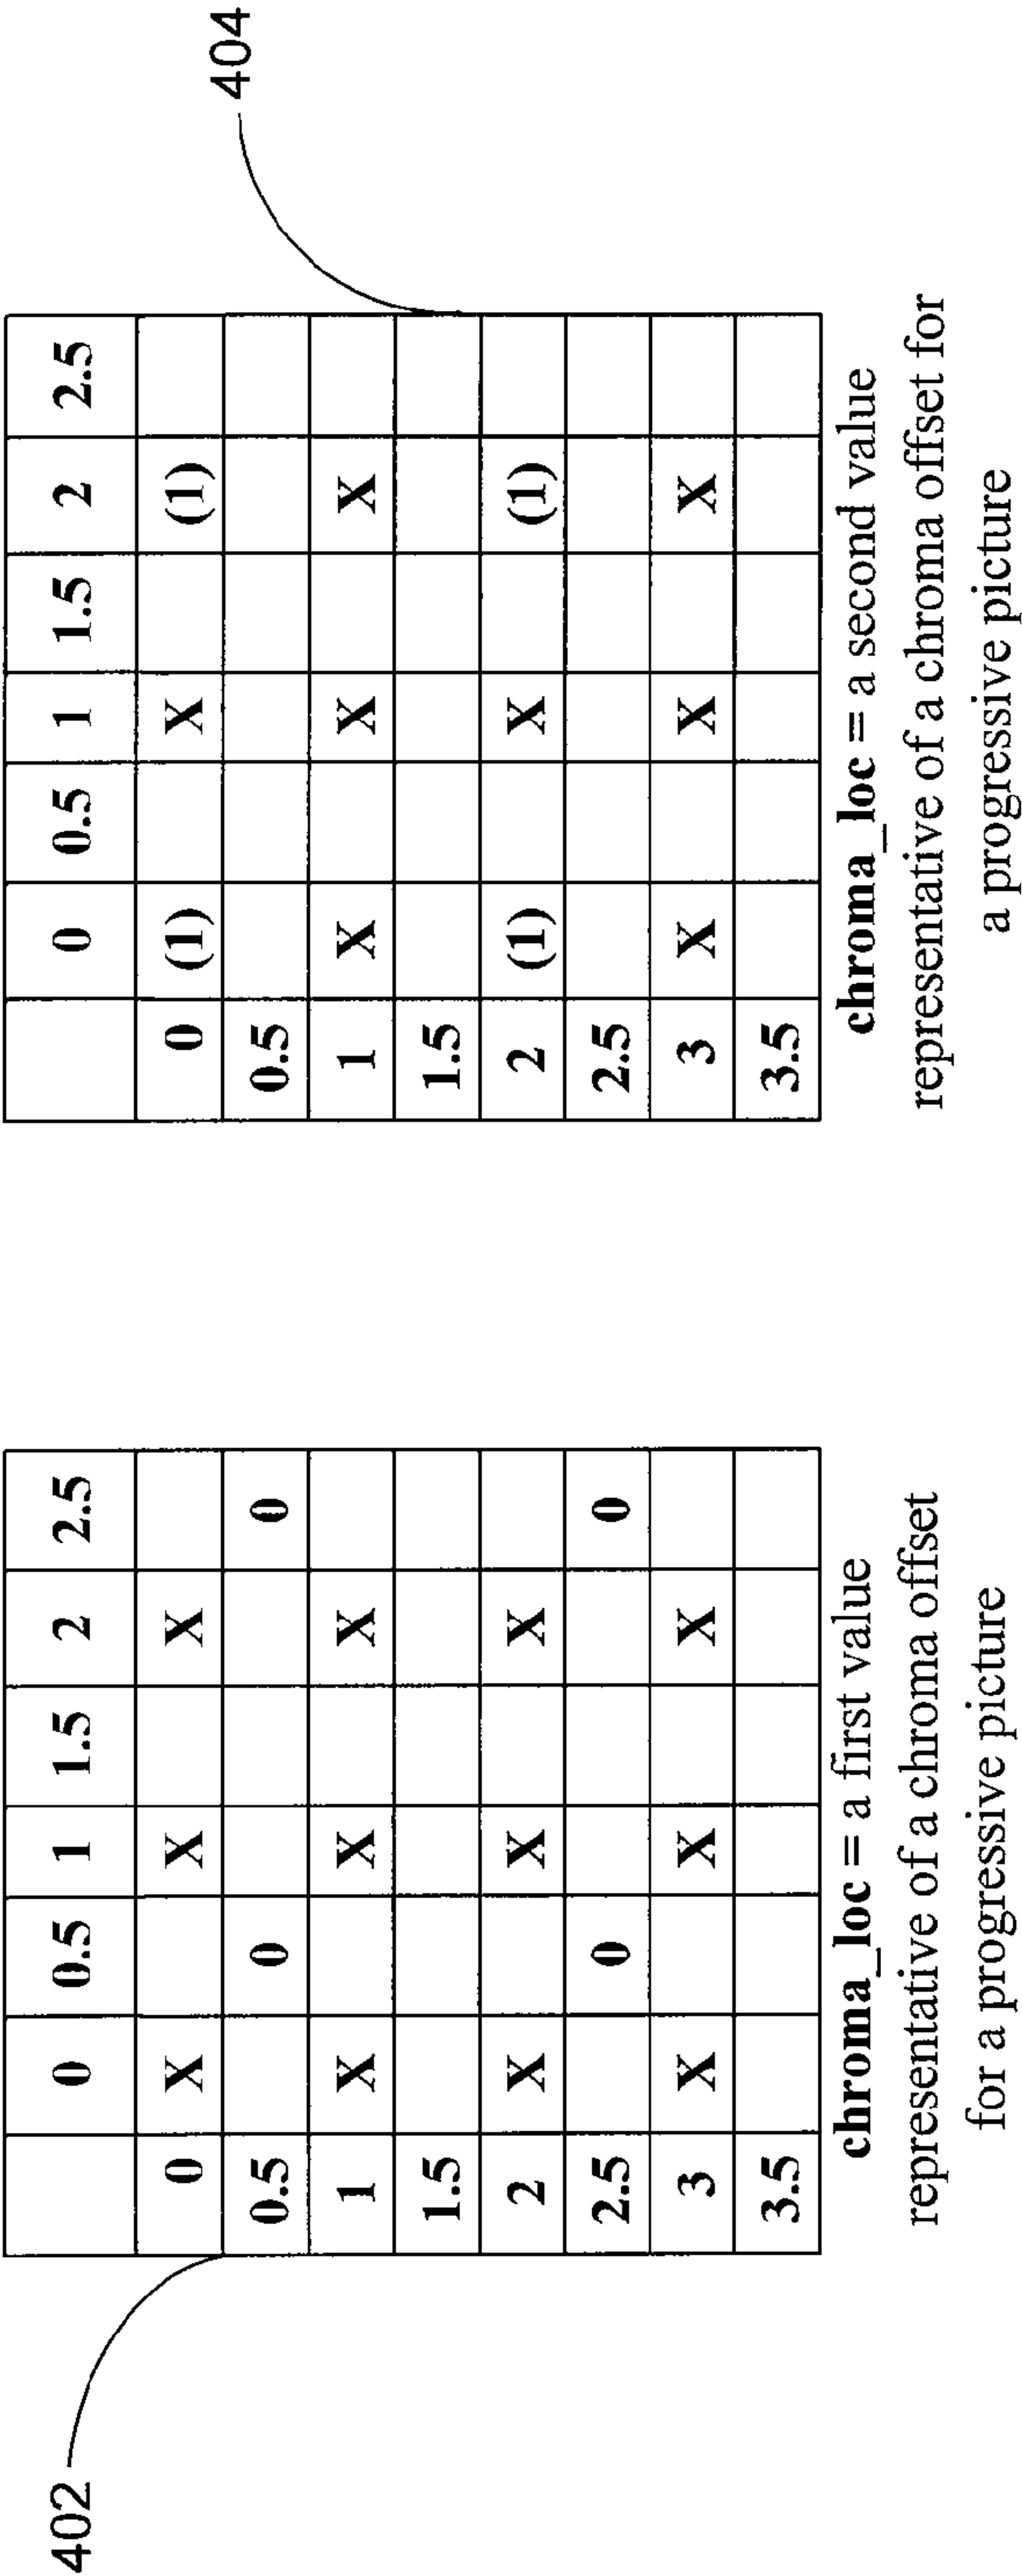 402
0 0.5 1 1.5 2 2.5
0 X X X
0.5 0 0
1 X X X
1.5
2 X X X
2.5 0 0
3 X X X
3.5
chroma_loc = a first value
representative of a chroma offset
for a progressive picture
404
0 0.5 1 1.5 2 2.5
0 (1) X (1)
0.5
1 X X X
1.5
2 (1) X (1)
2.5
3 X X X
3.5
chroma_loc = a second value
representative of a chroma offset for
a progressive picture